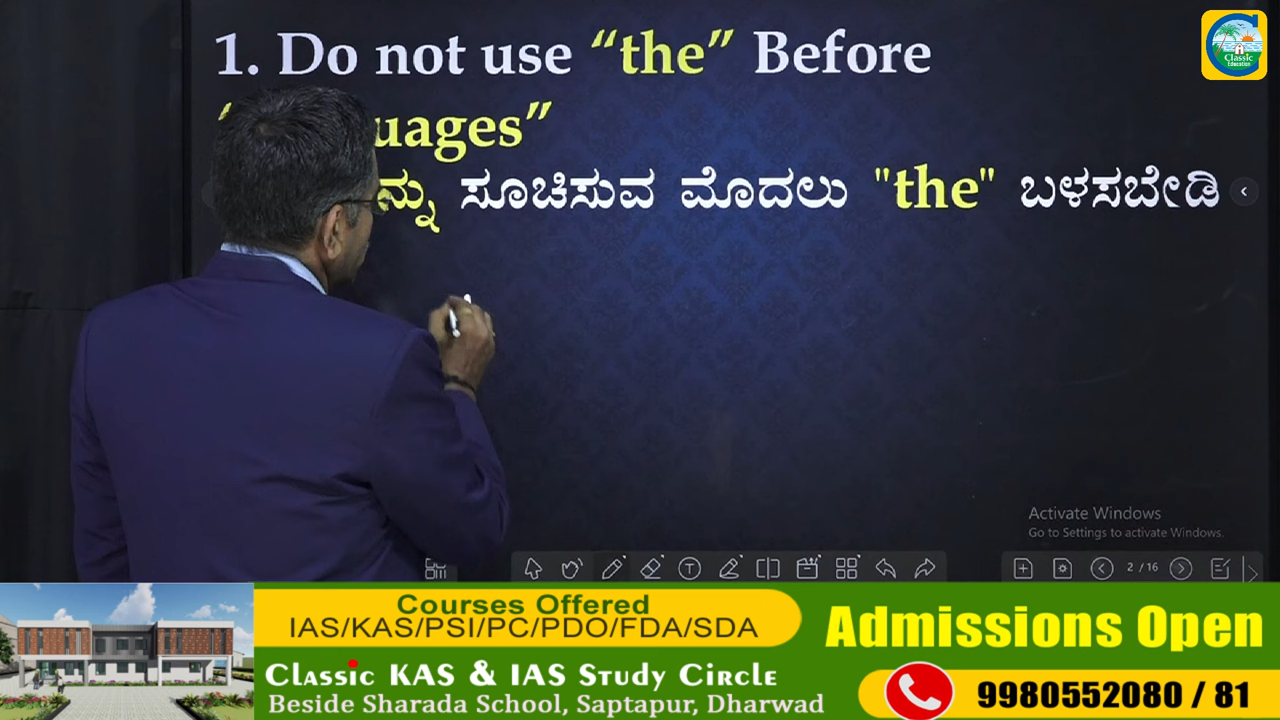 1. Do not use “the” Before
uages”
ನ್ನು ಸೂಚಿಸುವ ಮೊದಲು "the" ಬಳಸಬೇಡಿ
Classic
Education
Activate Windows
Go to Settings to activate Windows.
2 / 16
Courses Offered
IAS/KAS/PSI/PC/PDO/FDA/SDA
Admissions Open
Classic KAS & IAS Study Circle
Beside Sharada School, Saptapur, Dharwad
9980552080 / 81